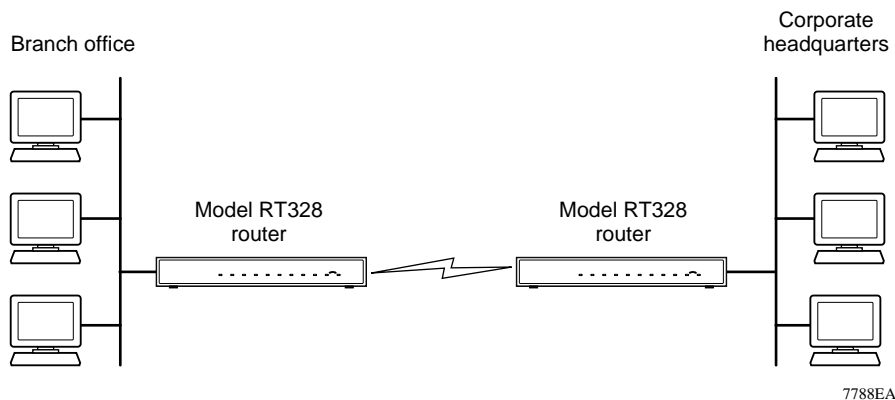 Branch office
Corporate
headquarters
Model RT328
router
Model RT328
router
7788EA